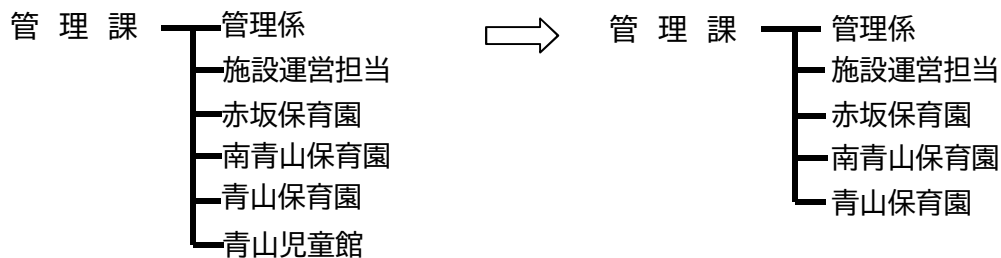 管理課 管理係 管理課 管理係
施設運営担当 施設運営担当
赤坂保育園 赤坂保育園
南青山保育園 南青山保育園
青山保育園 青山保育園
青山児童館